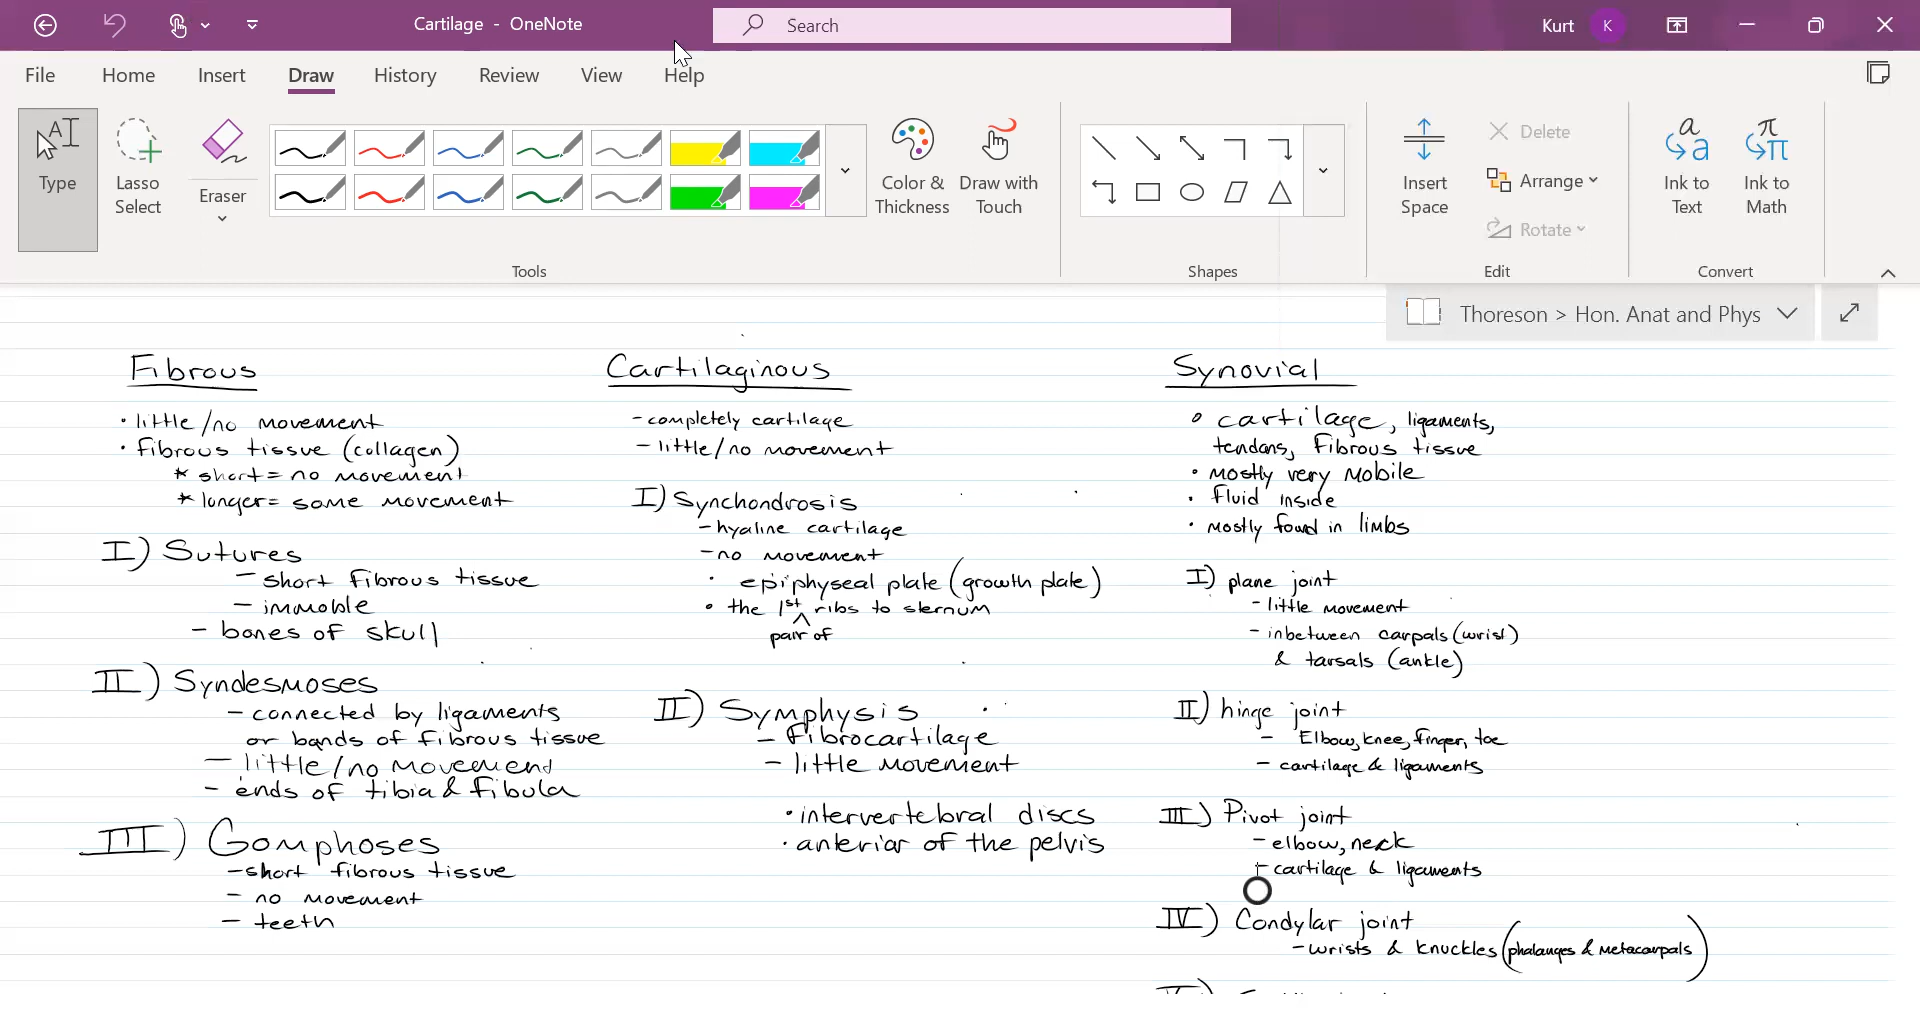 Cartilage - OneNote
Search
Kurt
K
File
Home
Insert
Draw
History
Review
View
Help
Type
Lasso
Select
Eraser
Color &
Thickness
Draw with
Touch
Tools
Shapes
Insert
Space
Delete
Arrange
Rotate
Edit
a
a
Ink to
Text
π
π
Ink to
Math
Convert
Thoreson > Hon. Anat and Phys
Fibrous
• little/no movement
• Fibrous tissue (collagen)
* short = no movement
* longer = some movement
I) Sutures
- short fibrous tissue
- immoble
- bones of skull
II) Syndesmoses
- connected by ligaments
or bands of fibrous tissue
- little/no movement
- ends of tibia & Fibula
III) Gomphoses
- short fibrous tissue
- no movement
- teeth
Cartilaginous
- completely cartilage
- little/no movement
I) Synchondrosis
- hyaline cartilage
- no movement
• epiphyseal plate (growth plate)
• the 1st ^ ribs to sternum
pair of
II) Symphysis
- Fibrocartilage
- little movement
• intervertebral discs
• anterior of the pelvis
Synovial
• cartilage, ligaments,
tendons, Fibrous tissue
• mostly very mobile
• Fluid inside
• mostly found in limbs
I) plane joint
- little movement
- inbetween carpals (wrist)
& tarsals (ankle)
II) hinge joint
- Elbow, knee, finger, toe
- cartilage & ligaments
III) Pivot joint
- elbow, neck
- cartilage & ligaments
IV) Condylar joint
- wrists & knuckles (phalanges & metacarpals)